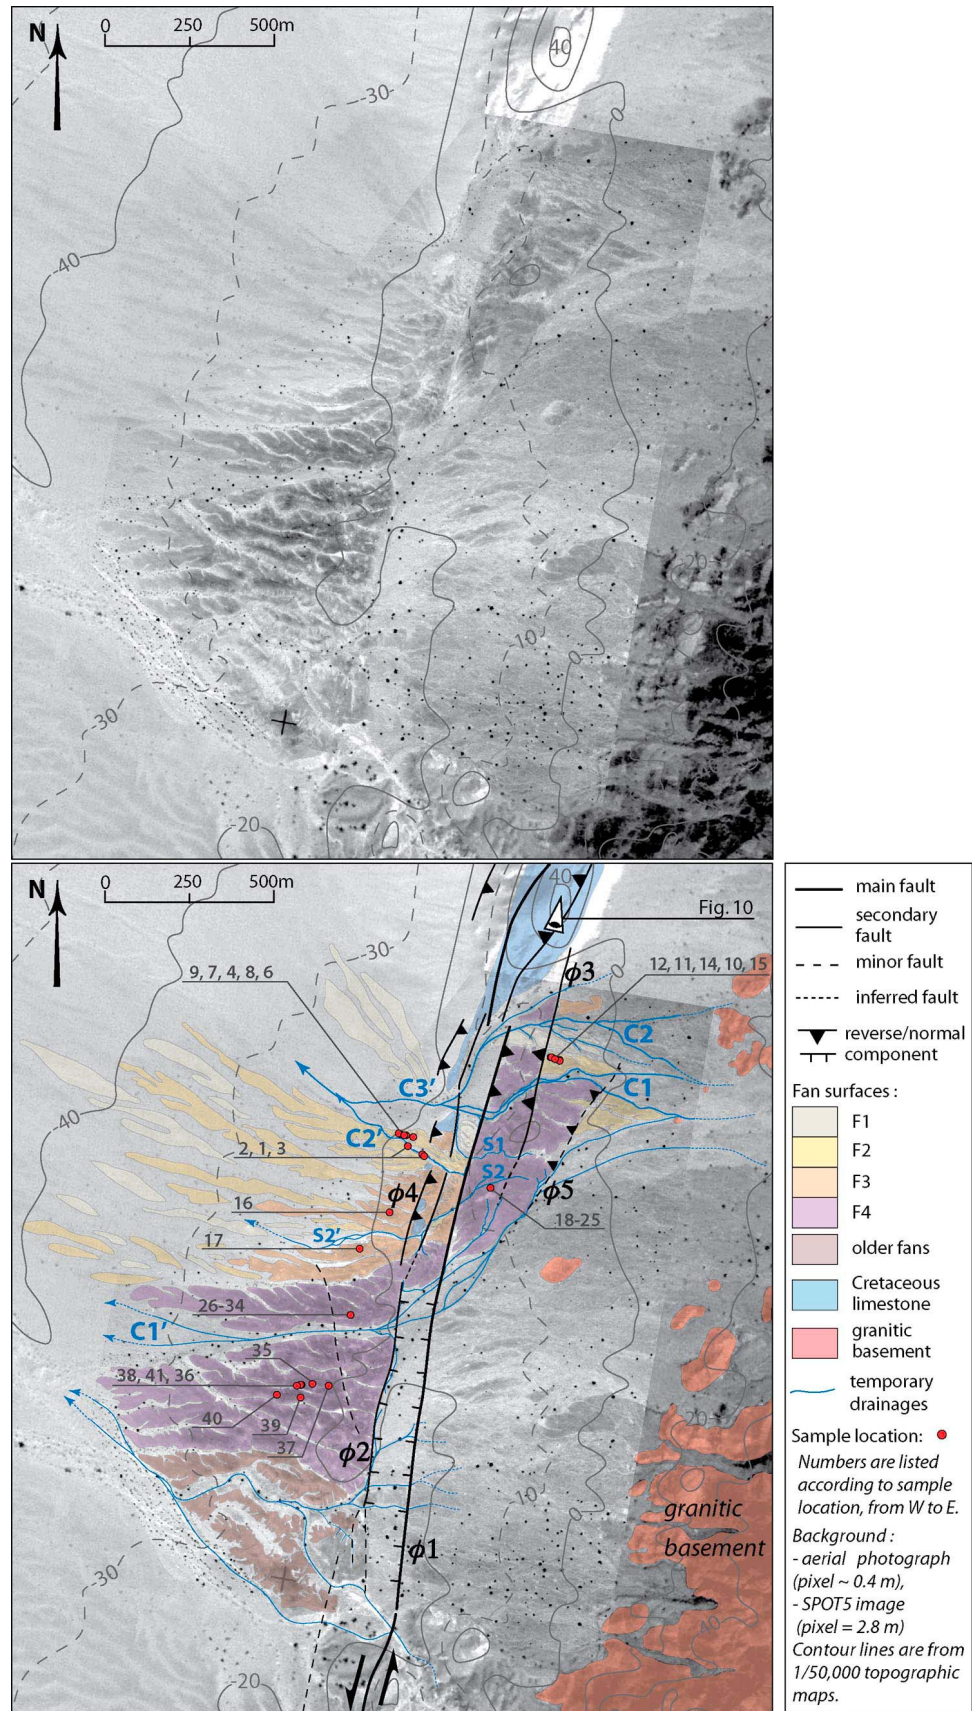 N
0 250 500m
40
-30-
0
-40
-20
-10
0
-30
-20
N
0 250 500m
40
Fig. 10
-30
ϕ3
0
9, 7, 4, 8, 6
12, 11, 14, 10, 15
C2
C3'
C1
-40
C2'
2, 1, 3
S1
S2
ϕ4
ϕ5
16
18-25
S2'
17
26-34
C1'
35
38, 41, 36
40
39
37
-20
ϕ2
-10
granitic
basement
ϕ1
-30
-40
-20
main fault
secondary
fault
minor fault
inferred fault
reverse/normal
component
Fan surfaces :
F1
F2
F3
F4
older fans
Cretaceous
limestone
granitic
basement
temporary
drainages
Sample location:
Numbers are listed
according to sample
location, from W to E.
Background :
- aerial photograph
(pixel ~ 0.4 m),
- SPOT5 image
(pixel = 2.8 m)
Contour lines are from
1/50,000 topographic
maps.